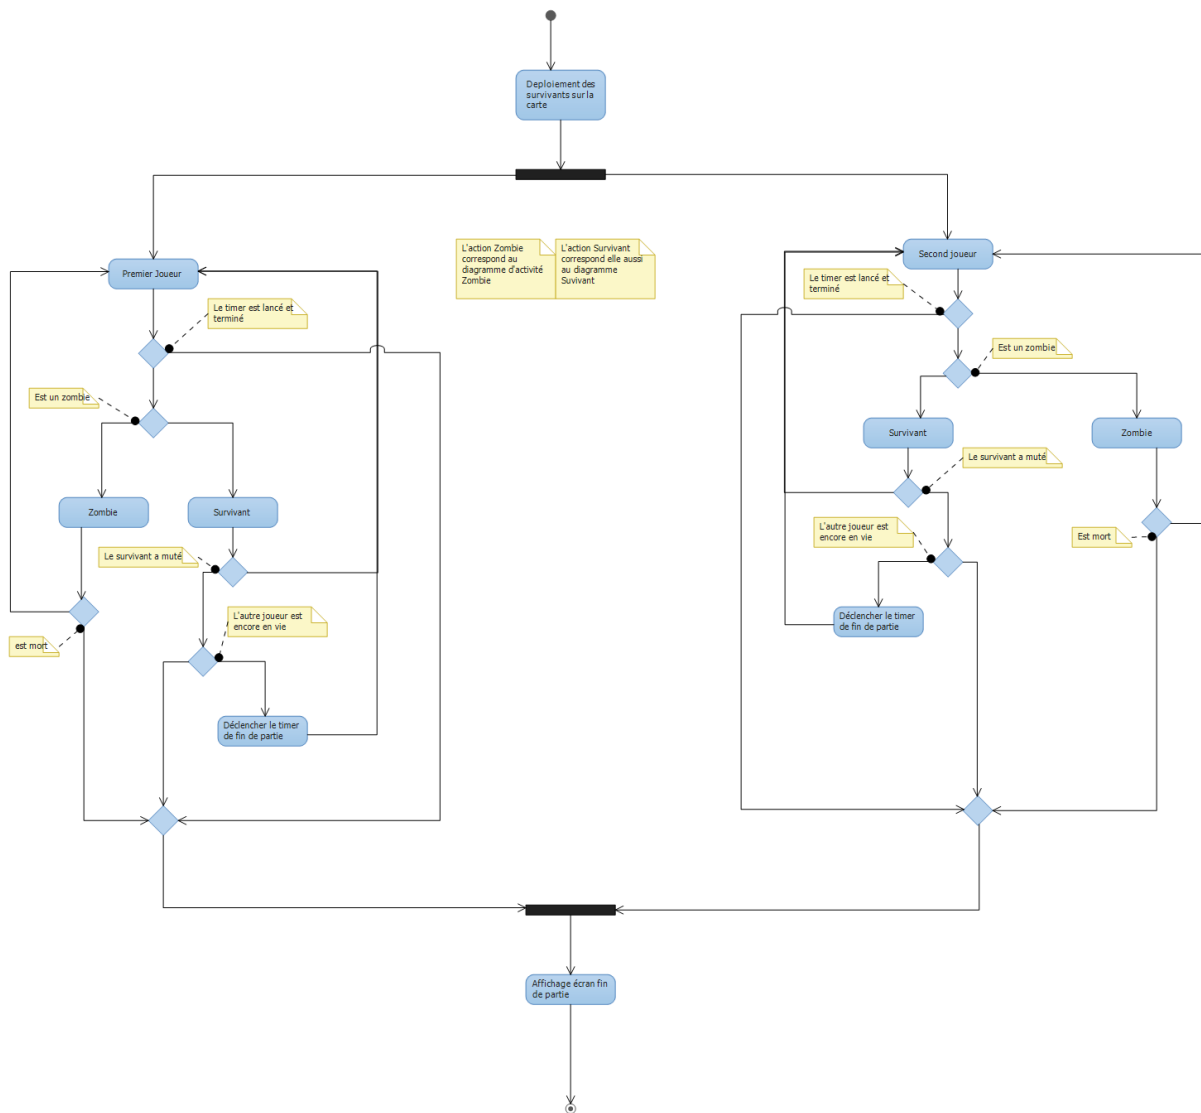 Deploiement des
survivants sur la
carte
L'action Zombie
correspond au
diagramme d'activité
Zombie
L'action Survivant
correspond elle aussi
au diagramme
Suvivant
Premier Joueur
Le timer est lancé et
terminé
Est un zombie
Zombie
Survivant
Le survivant a muté
est mort
L'autre joueur est
encore en vie
Déclencher le timer
de fin de partie
Second joueur
Le timer est lancé et
terminé
Est un zombie
Survivant
Zombie
Le survivant a muté
L'autre joueur est
encore en vie
Est mort
Déclencher le timer
de fin de partie
Affichage écran fin
de partie